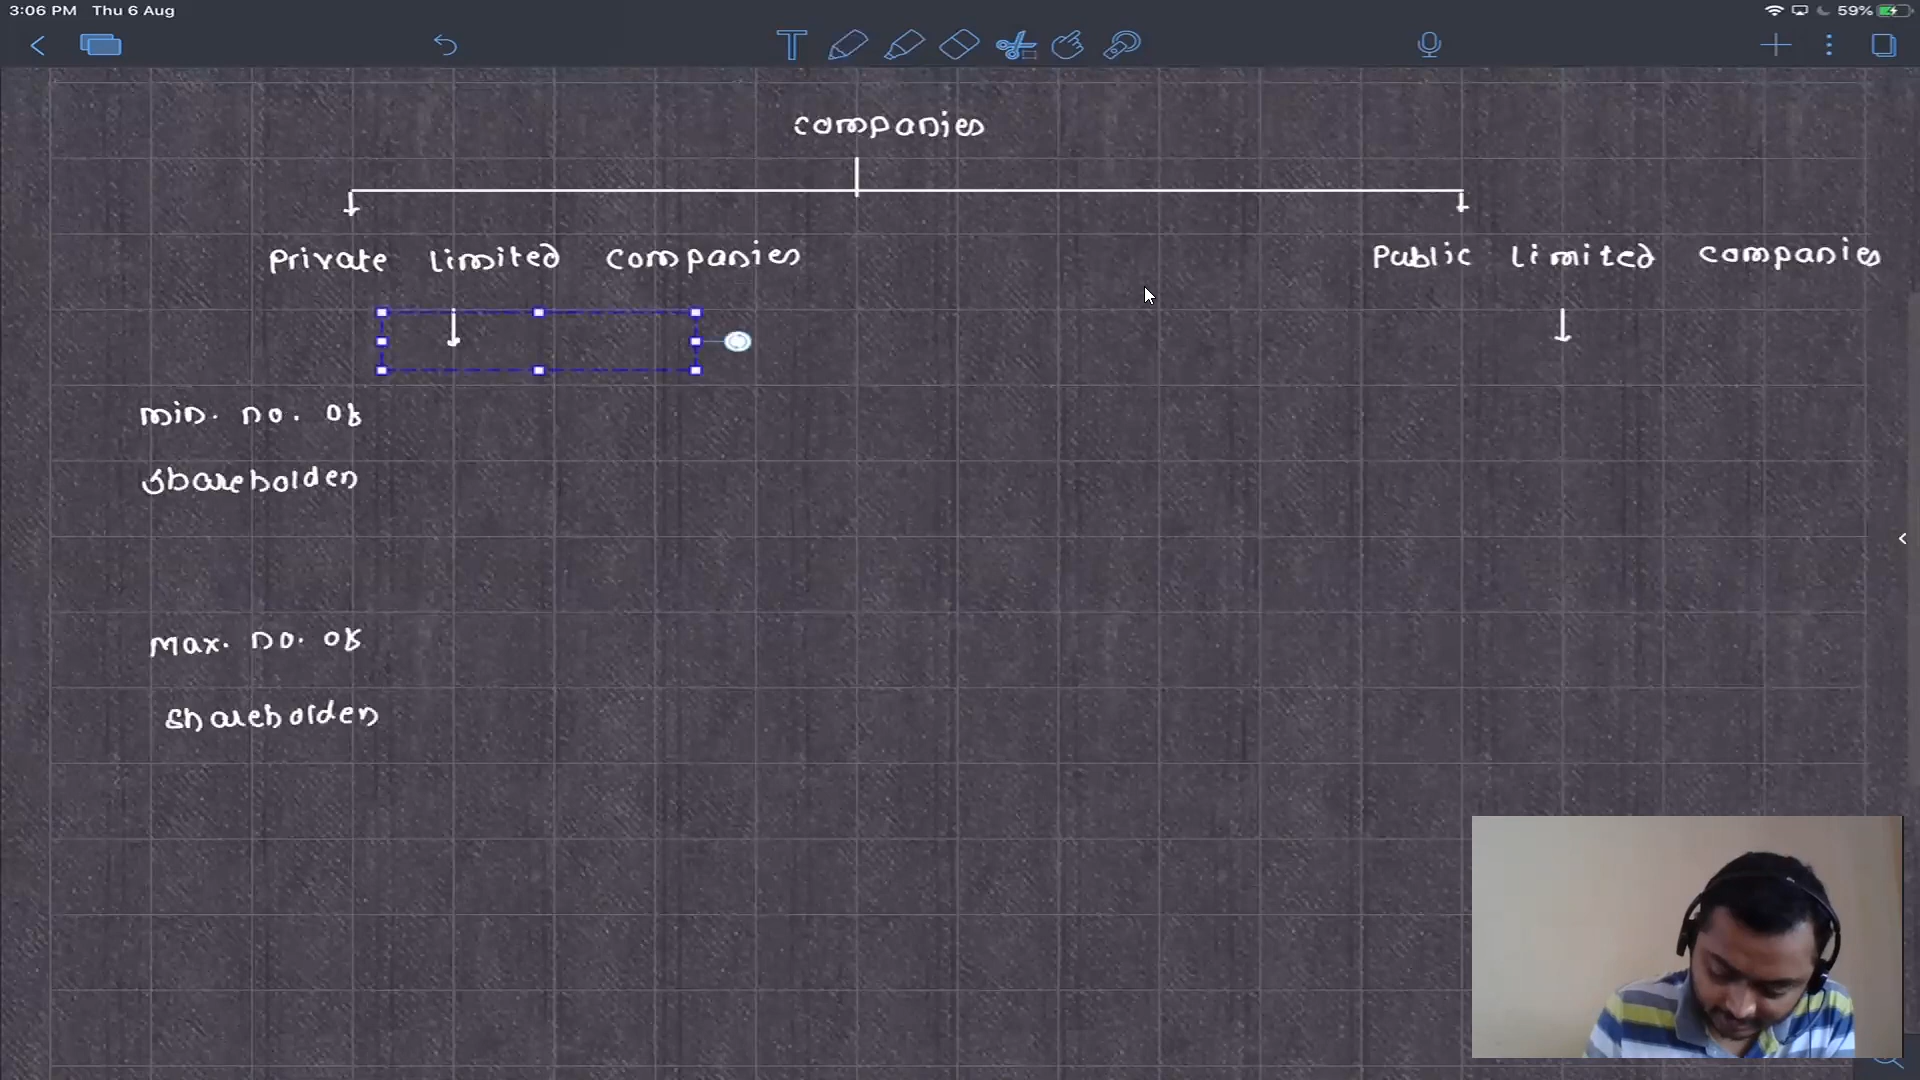 3:06 PM Thu 6 Aug
59%
companies
Private limited companies
Public limited companies
min. no. of
shareholders
Max. no. of
shareholders